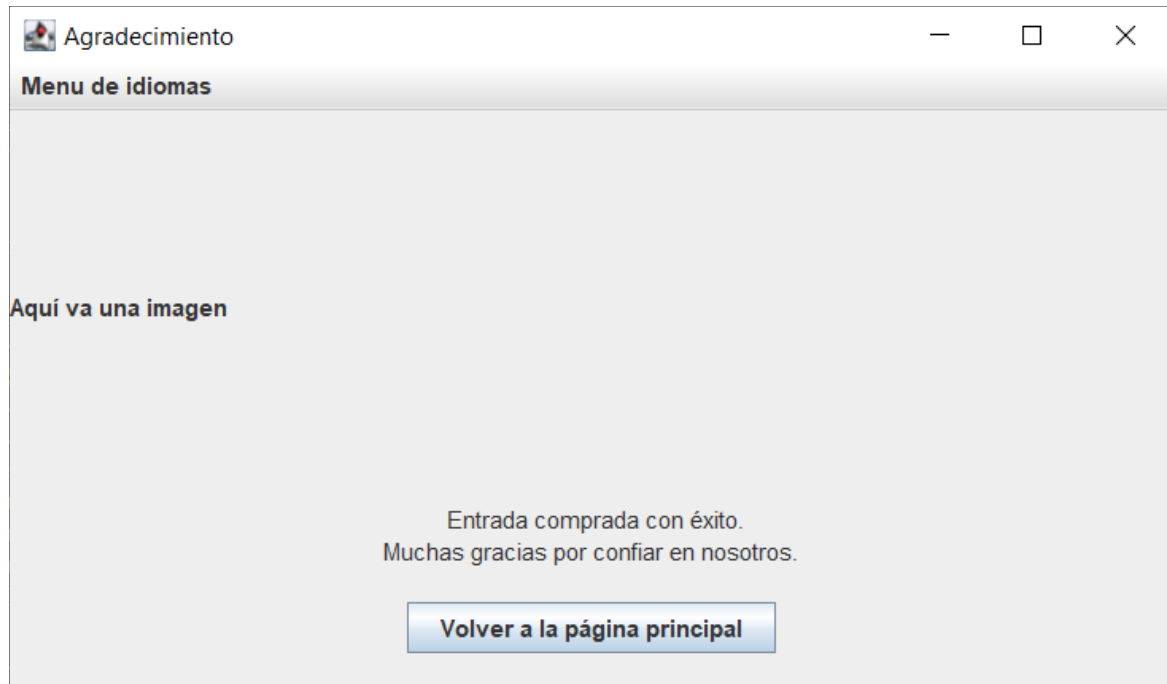 Agradecimiento
Menu de idiomas
Aquí va una imagen
Entrada comprada con éxito.
Muchas gracias por confiar en nosotros.
Volver a la página principal